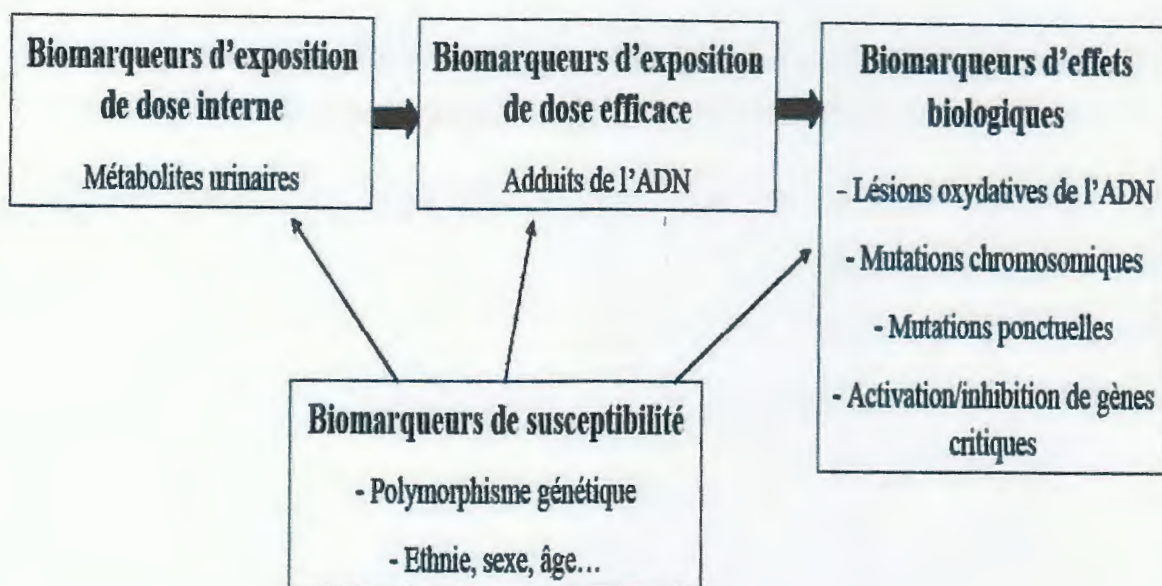 Biomarqueurs d'exposition
de dose interne
Métabolites urinaires
Biomarqueurs d'exposition
de dose efficace
Adduits de l'ADN
Biomarqueurs d'effets
biologiques
- Lésions oxydatives de l'ADN
- Mutations chromosomiques
- Mutations ponctuelles
- Activation/inhibition de gènes
critiques
Biomarqueurs de susceptibilité
- Polymorphisme génétique
- Ethnie, sexe, âge...